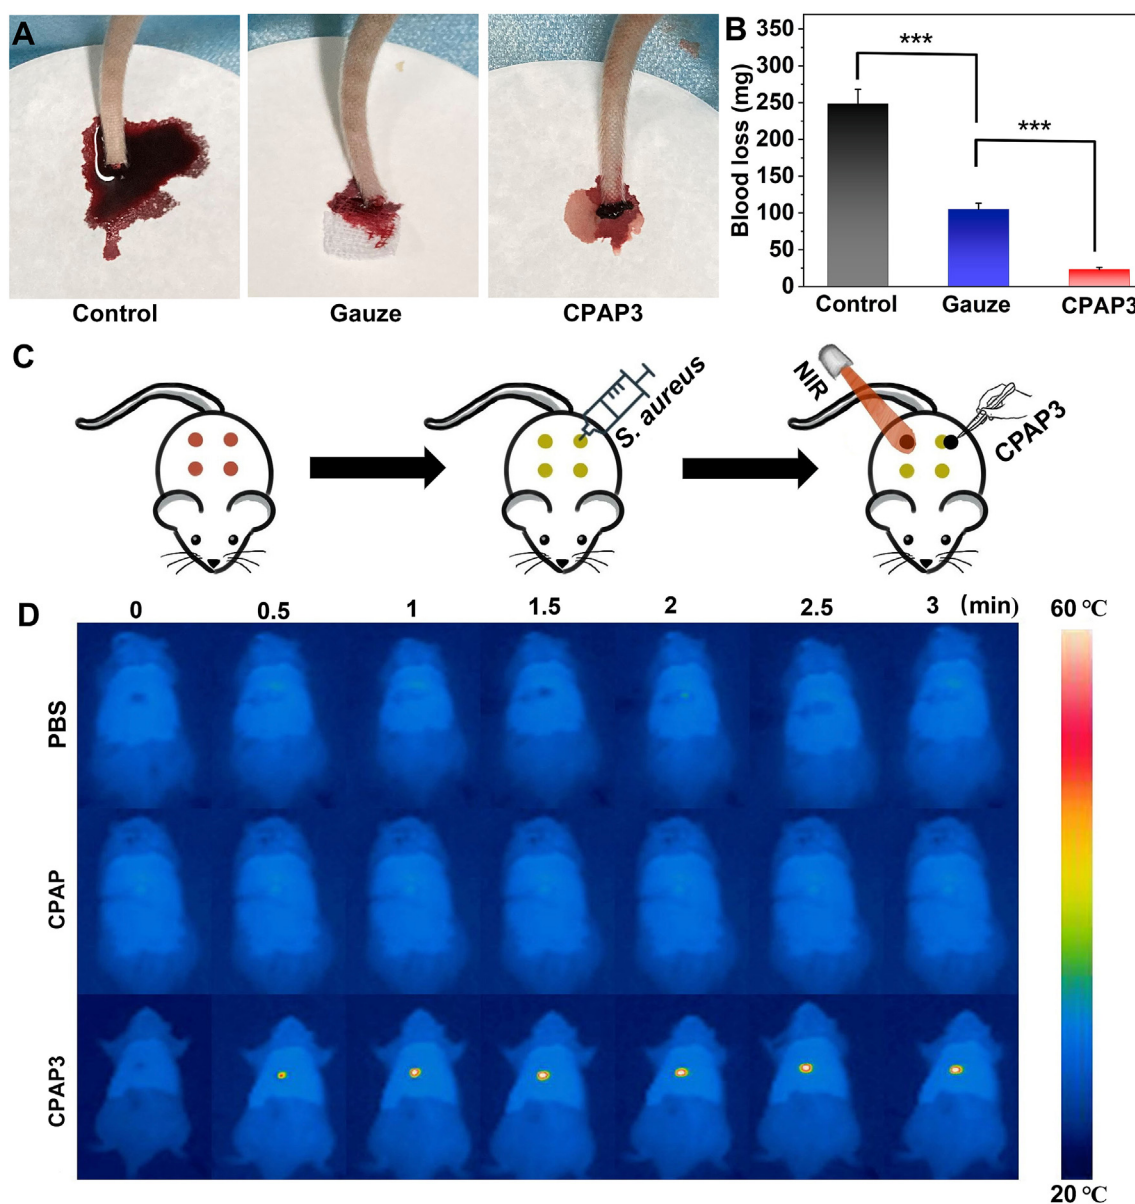 A
Control
Gauze
CPAP3
B
Blood loss (mg)
350
300
250
200
150
100
50
0
***
***
Control
Gauze
CPAP3
C
S. aureus
NIR
CPAP3
D
0 0.5 1 1.5 2 2.5 3 (min)
PBS
CPAP
CPAP3
60 °C
20 °C